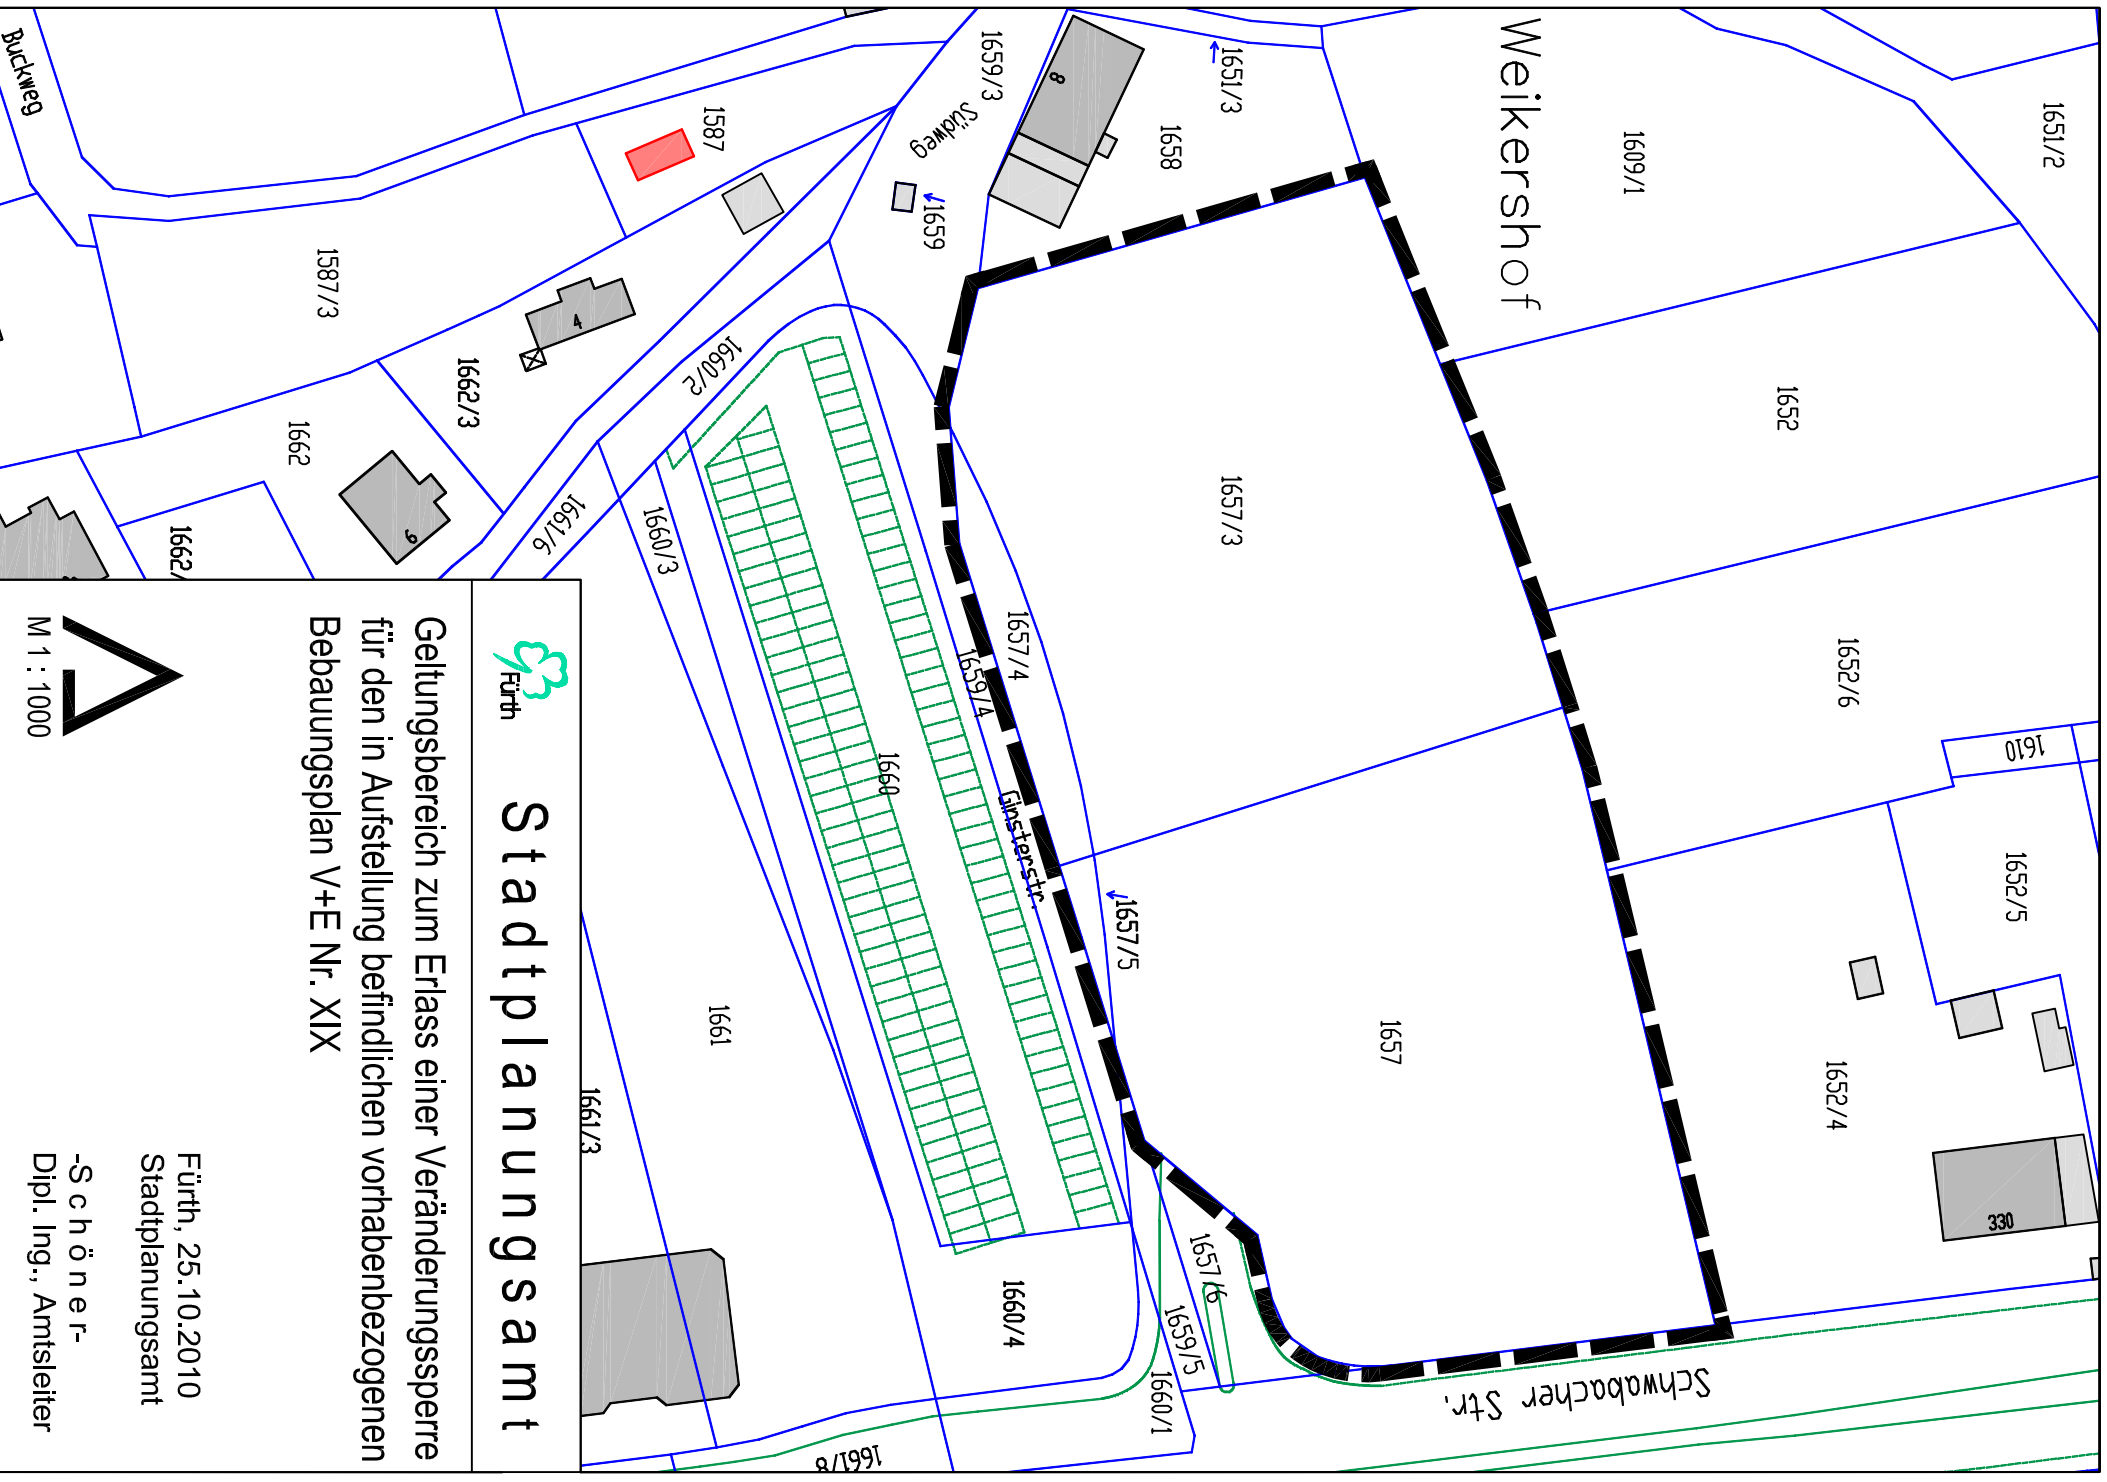 Weikershof
1651/2
1609/1
1651/3
1658
1659/3
Südweg
1659
8
1587
Buckweg
1587/3
4
1662/3
1660/2
1662
6
1662/
1661/6
1660/3
1652
1657/3
1652/6
1610
1657/4
1659/4
1660
Ginsterstr.
1657/5
1652/5
1657
1652/4
330
1661
1661/3
1657/6
1659/5
1660/4
1660/1
1661/8
Schwabacher Str.
Fürth
Stadtplanungsamt
Geltungsbereich zum Erlass einer Veränderungssperre
für den in Aufstellung befindlichen vorhabenbezogenen
Bebauungsplan V+E Nr. XIX
M 1 : 1000
Fürth, 25.10.2010
Stadtplanungsamt
-Schöner-
Dipl. Ing., Amtsleiter